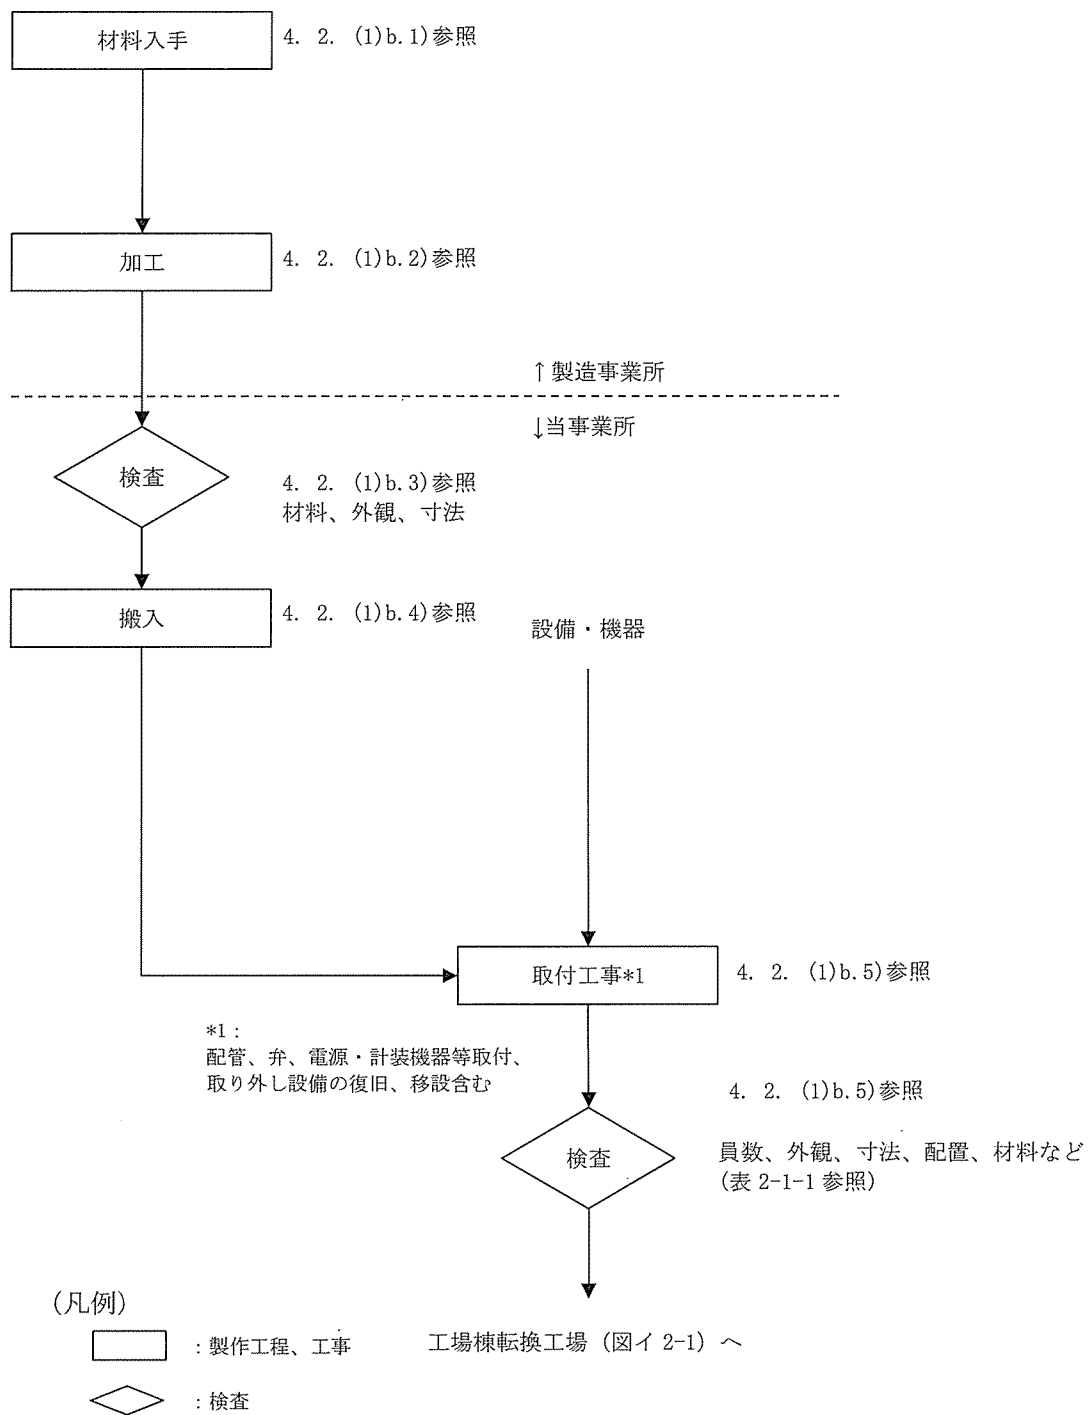 材料入手
4. 2. (1)b.1)参照
加工
4. 2. (1)b.2)参照
↑製造事業所
↓当事業所
検査
4. 2. (1)b.3)参照
材料、外観、寸法
搬入
4. 2. (1)b.4)参照
設備・機器
取付工事*1
4. 2. (1)b.5)参照
*1：
配管、弁、電源・計装機器等取付、
取り外し設備の復旧、移設含む
4. 2. (1)b.5)参照
検査
員数、外観、寸法、配置、材料など
(表 2-1-1 参照)
(凡例)
：製作工程、工事
工場棟転換工場 (図イ 2-1) へ
：検査